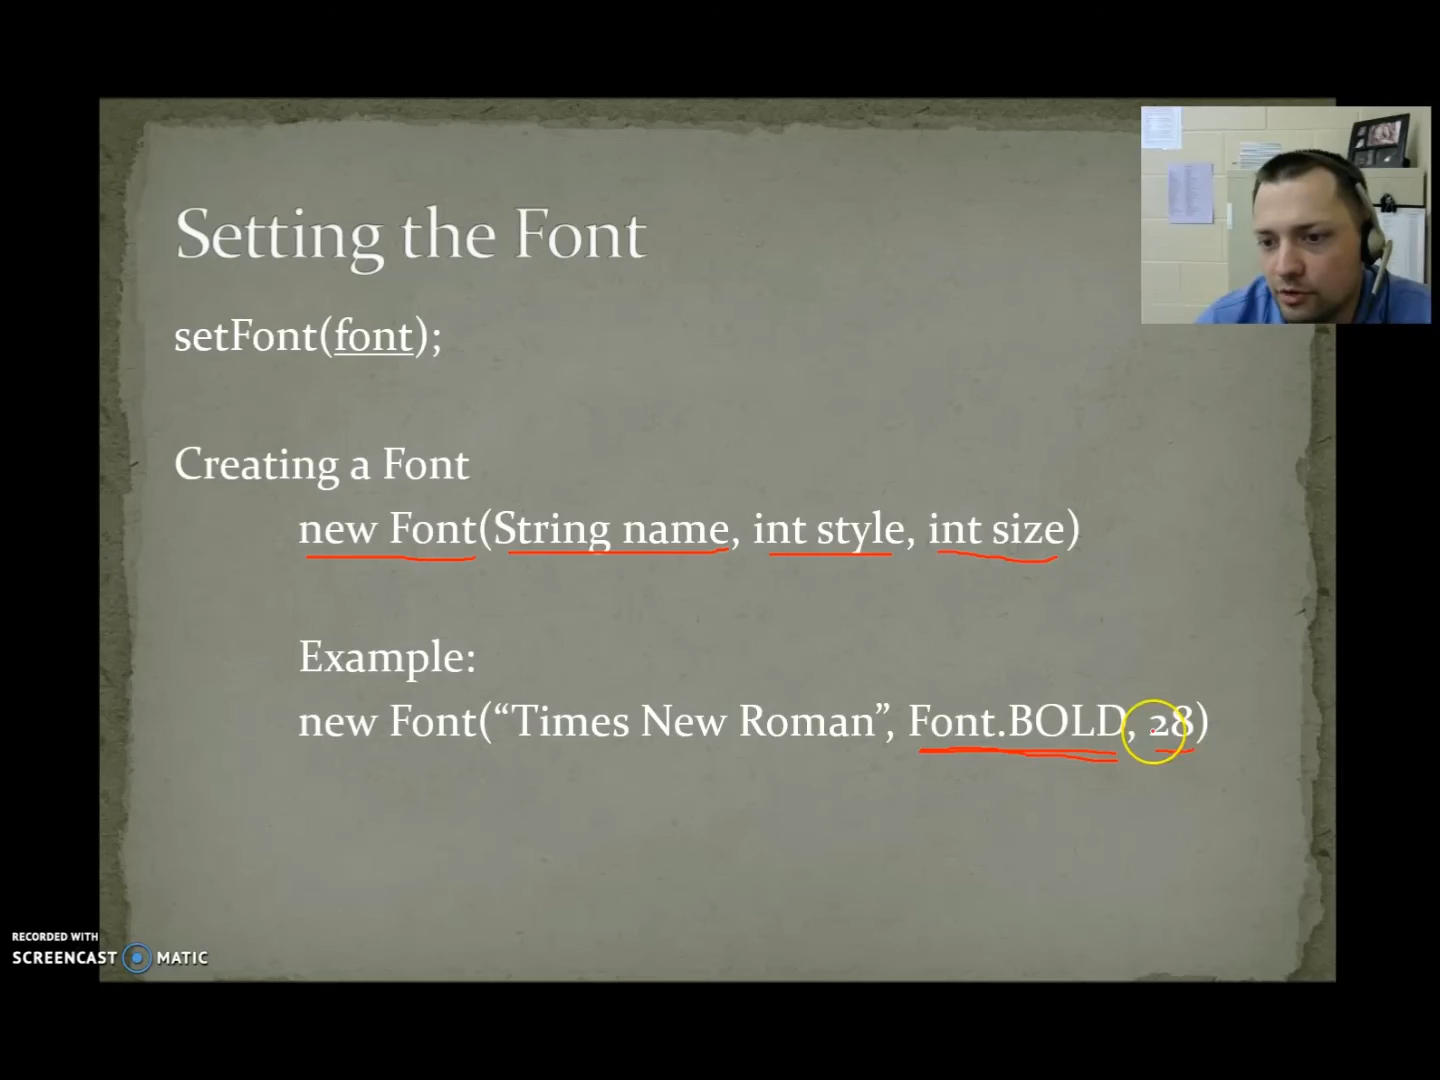 Setting the Font
setFont(font);
Creating a Font
new Font(String name, int style, int size)
Example:
new Font(“Times New Roman”, Font.BOLD, 28)
RECORDED WITH
SCREENCAST MATIC